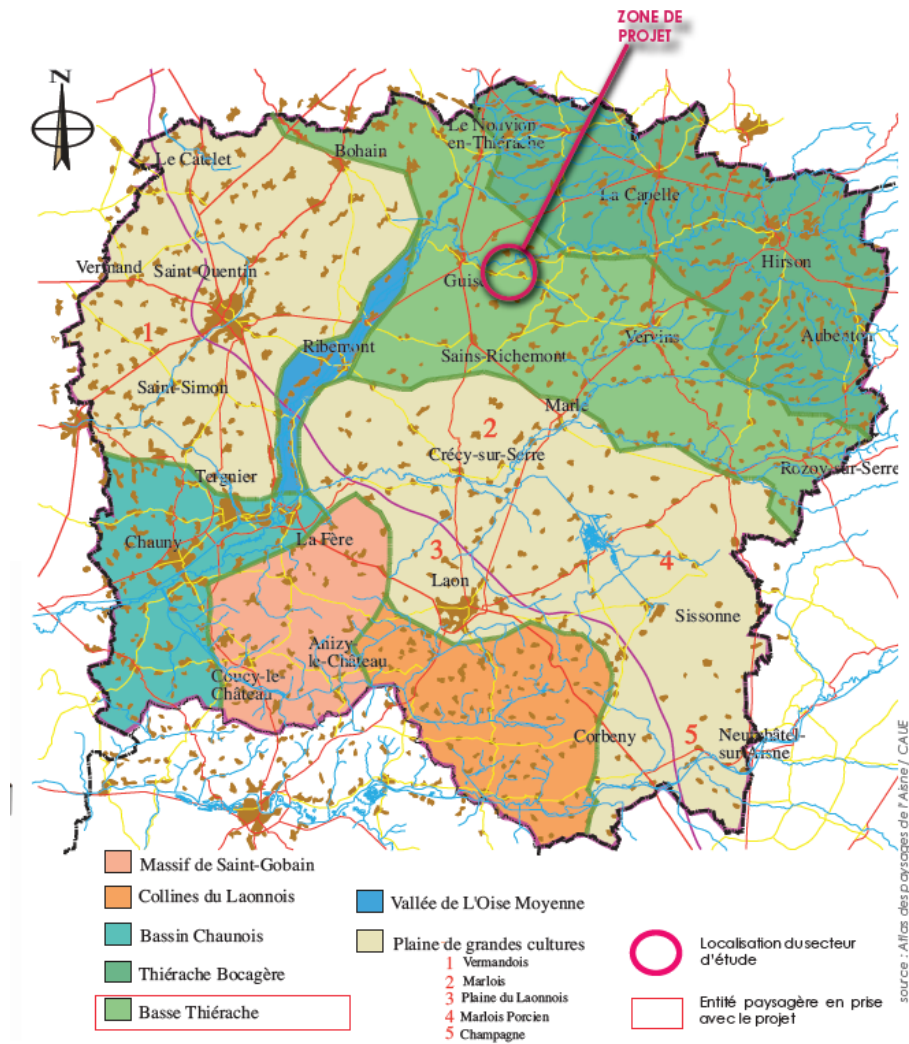 ZONE DE
PROJET
N
Le Nouvion
en-Thiérache
Le Catelet
Bohain
La Capelle
Vermand
Saint Quentin
Hirson
Guise
1
Ribemont
Vervins
Aubenton
Sains-Richemont
Saint-Simon
Marle
2
Crécy-sur-Serre
Rozoy-sur-Serre
Tergnier
Chauny
La Fère
3
4
Laon
Sissonne
Anizy
le-Château
Coucy-le-
Château
Corbeny
5
Neufchâtel-
sur-Aisne
source : Atlas des paysages de l'Aisne / CAUE
Massif de Saint-Gobain
Collines du Laonnois
Bassin Chaunois
Thiérache Bocagère
Basse Thiérache
Vallée de L'Oise Moyenne
Plaine de grandes cultures
1 Vermandois
2 Marlois
3 Plaine du Laonnois
4 Marlois Porcien
5 Champagne
Localisation du secteur
d'étude
Entité paysagère en prise
avec le projet